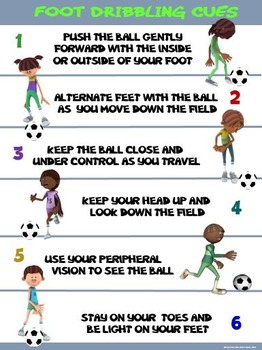 FOOT DRIBBLING CUES
1
PUSH THE BALL GENTLY
FORWARD WITH THE INSIDE
OR OUTSIDE OF YOUR FOOT
ALTERNATE FEET WITH THE BALL 2
AS YOU MOVE DOWN THE FIELD
3 KEEP THE BALL CLOSE AND
UNDER CONTROL AS YOU TRAVEL
KEEP YOUR HEAD UP AND 4
LOOK DOWN THE FIELD
5 USE YOUR PERIPHERAL
VISION TO SEE THE BALL
STAY ON YOUR TOES AND 6
BE LIGHT ON YOUR FEET